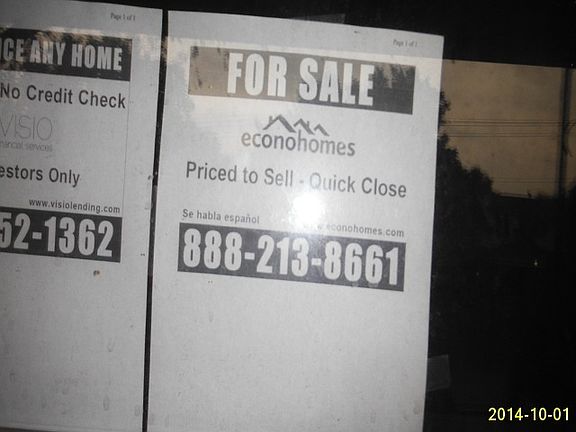 Page 1 of 1
ICE ANY HOME
No Credit Check
VISIO
nancial services
estors Only
www.visiolending.com
52-1362
Page 1 of 1
FOR SALE
econohomes
Priced to Sell - Quick Close
Se habla español
www.econohomes.com
888-213-8661
2014-10-01